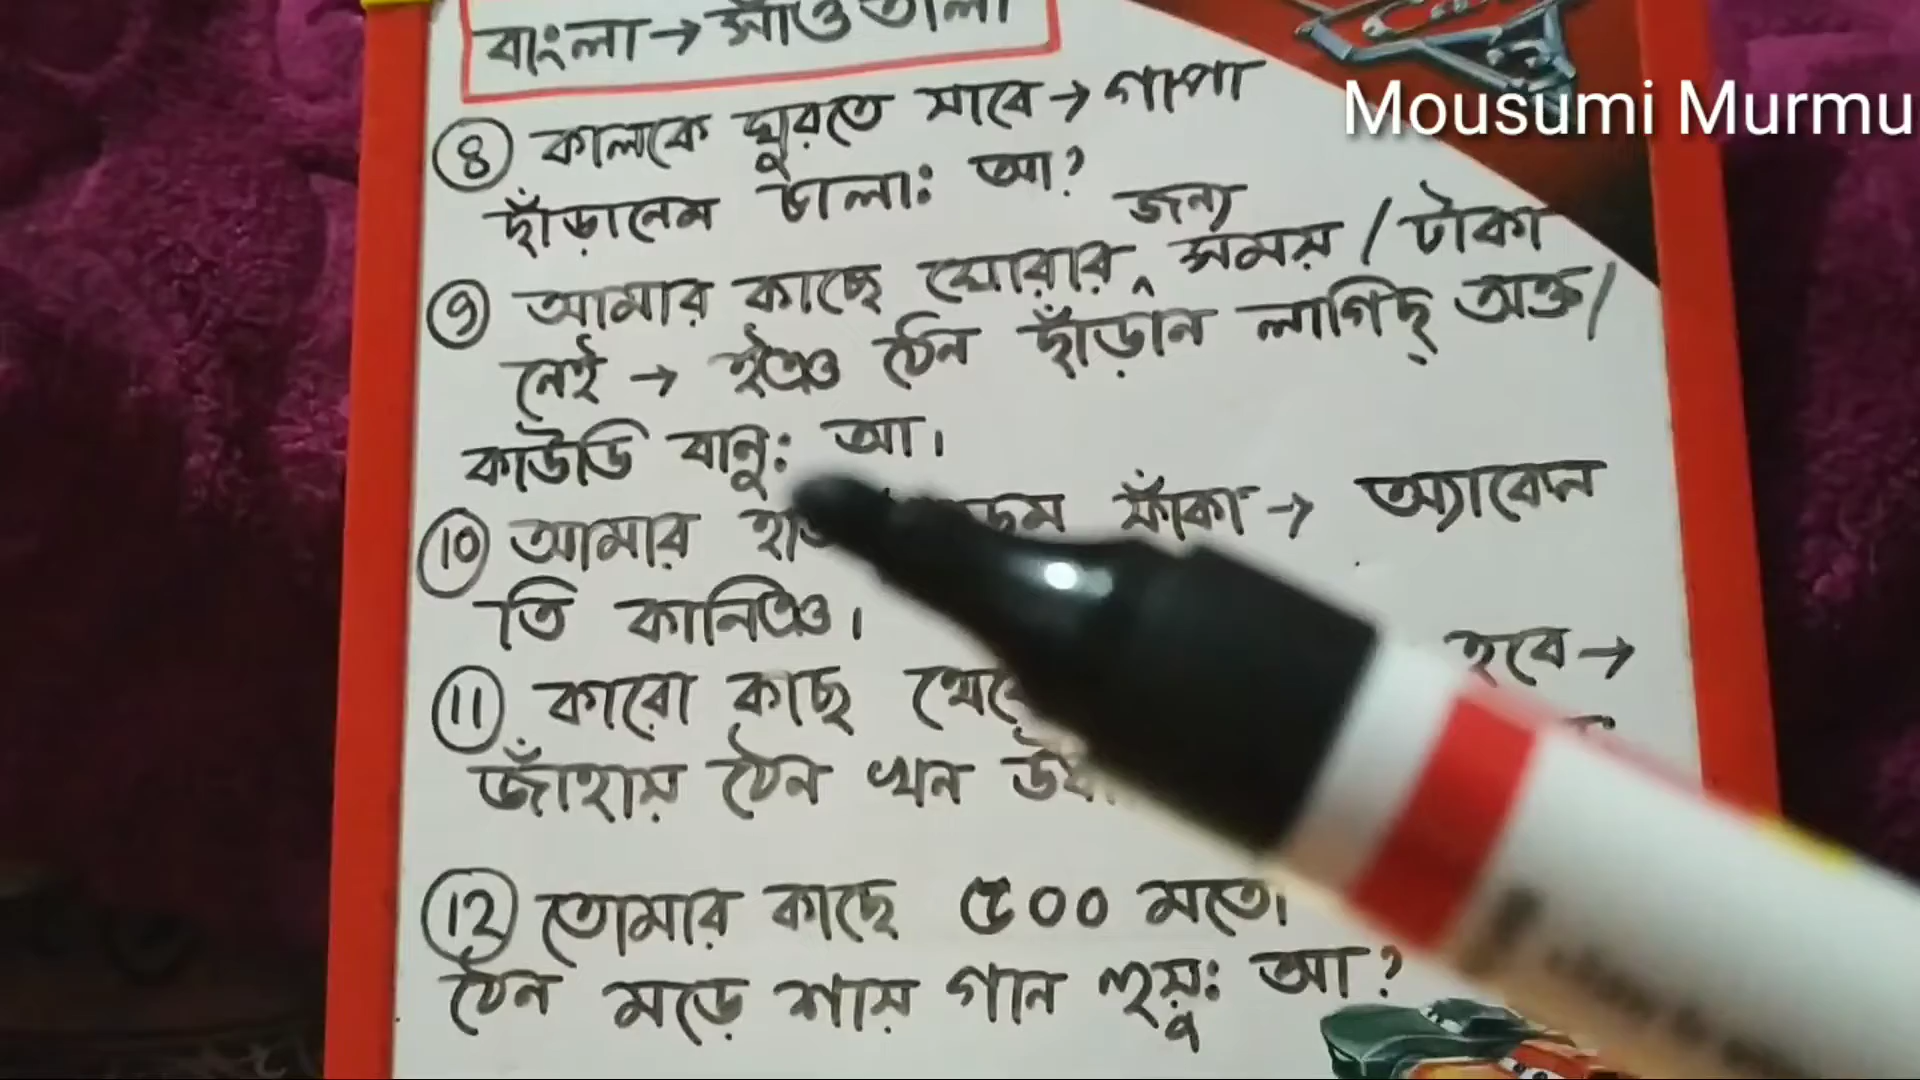 বাংলা → সাঁওতালী
Mousumi Murmu
⑧ কালকে ঘুরতে যাবে → গাপা
ছাঁড়ানেম চালাঃ আ?
জন্য
⑨ আমার কাছে ঘোরার ^ সময় / টাকা
নেই → ইঞ ঠেন ছাঁড়ান লাগিছ্ অক্ত/
কাউডি বানুঃ আ।
⑩ আমার ফাঁকা → অ্যাবেন
তি কানিঞ।
⑪ কারো কাছ হবে →
জাঁহায় ঠেন খন
⑫ তোমার কাছে ৫০০ মতো
ঠেন মড়ে শায় গান হুয়ুঃ আ?